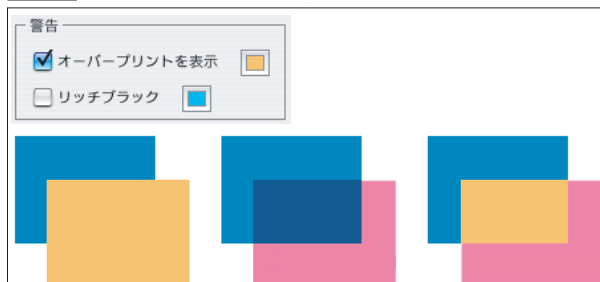 警告
オーバープリントを表示
リッチブラック